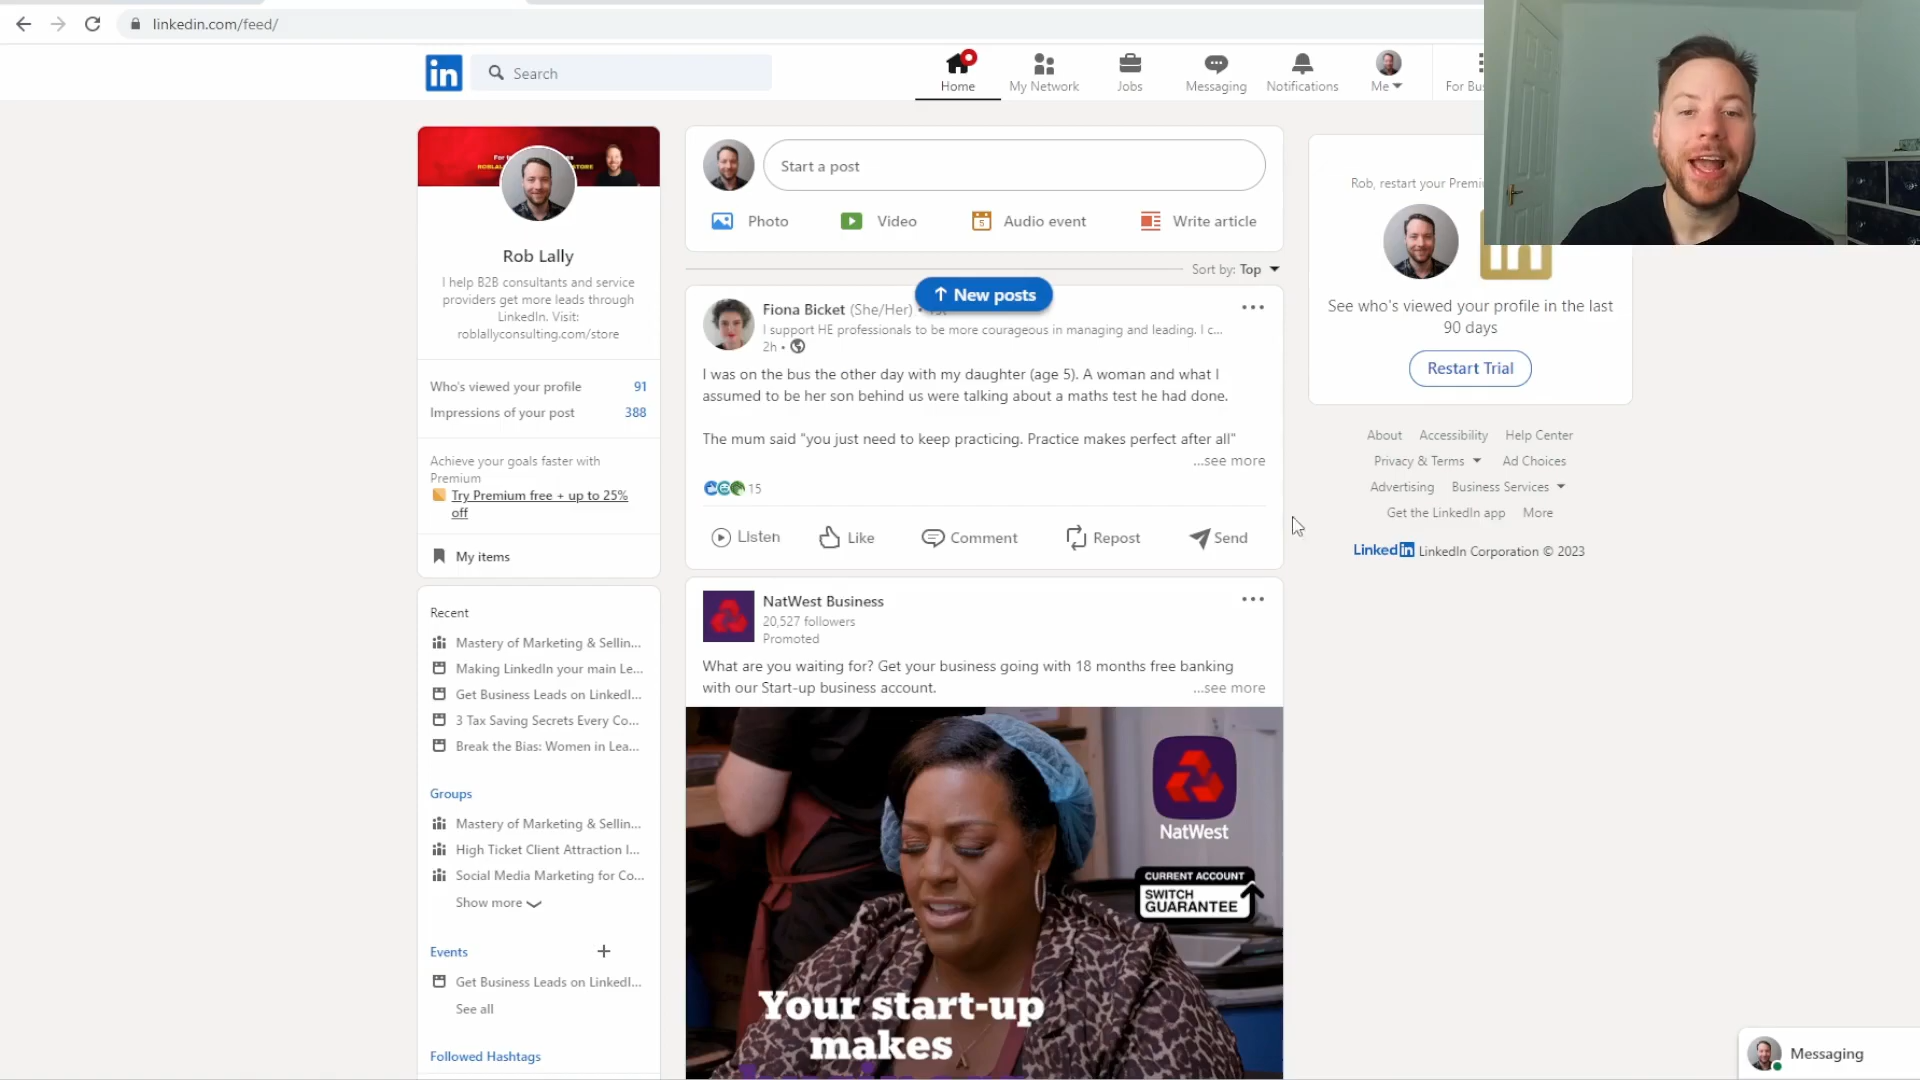 linkedin.com/feed/
in
Search
Home
My Network
Jobs
Messaging
Notifications
Me
Rob Lally
I help B2B consultants and service
providers get more leads through
LinkedIn. Visit:
roblallyconsulting.com/store
Who's viewed your profile 91
Impressions of your post 388
Achieve your goals faster with
Premium
Try Premium free + up to 25%
off
My items
Recent
Mastery of Marketing & Sellin...
Making LinkedIn your main Le...
Get Business Leads on LinkedI...
3 Tax Saving Secrets Every Co...
Break the Bias: Women in Lea...
Groups
Mastery of Marketing & Sellin...
High Ticket Client Attraction I...
Social Media Marketing for Co...
Show more
Events
Get Business Leads on LinkedI...
See all
Followed Hashtags
Start a post
Photo
Video
5
Audio event
Write article
Sort by: Top
New posts
Fiona Bicket (She/Her) •
I support HE professionals to be more courageous in managing and leading. I c...
2h •
I was on the bus the other day with my daughter (age 5). A woman and what I
assumed to be her son behind us were talking about a maths test he had done.
The mum said "you just need to keep practicing. Practice makes perfect after all"
...see more
15
Listen
Like
Comment
Repost
Send
NatWest Business
20,527 followers
Promoted
What are you waiting for? Get your business going with 18 months free banking
with our Start-up business account.
...see more
NatWest
CURRENT ACCOUNT
SWITCH
GUARANTEE
Your start-up
makes
Rob, restart your
See who's viewed your profile in the last
90 days
Restart Trial
About Accessibility Help Center
Privacy & Terms Ad Choices
Advertising Business Services
Get the LinkedIn app More
LinkedIn LinkedIn Corporation © 2023
Messaging